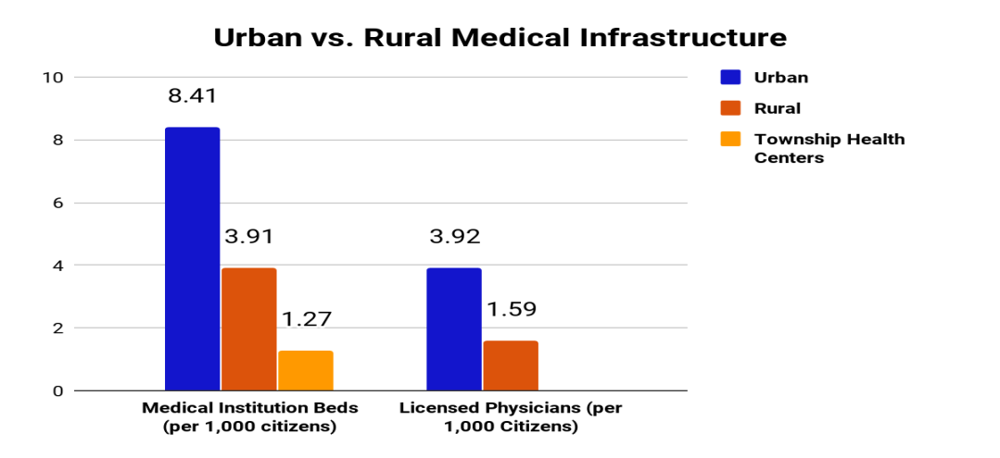 Urban vs. Rural Medical Infrastructure
10
8
6
4
2
0
8.41
3.91
1.27
3.92
1.59
Medical Institution Beds
(per 1,000 citizens)
Licensed Physicians (per
1,000 Citizens)
Urban
Rural
Township Health
Centers